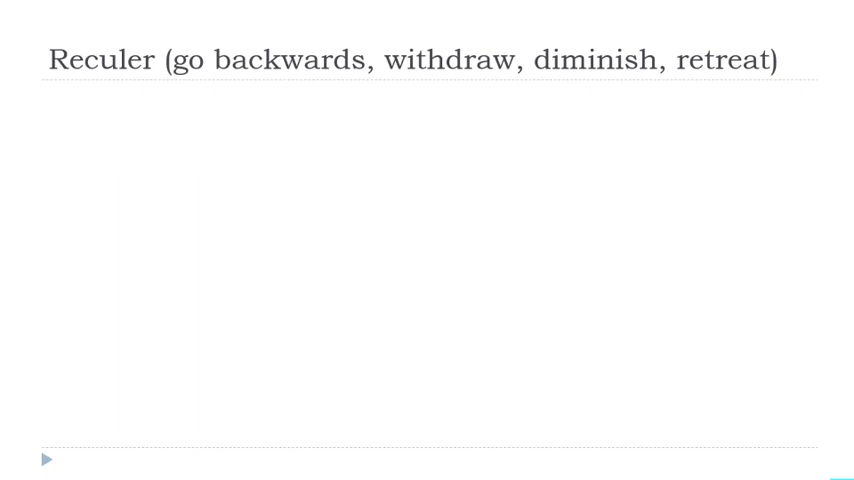 Reculer (go backwards, withdraw, diminish, retreat)